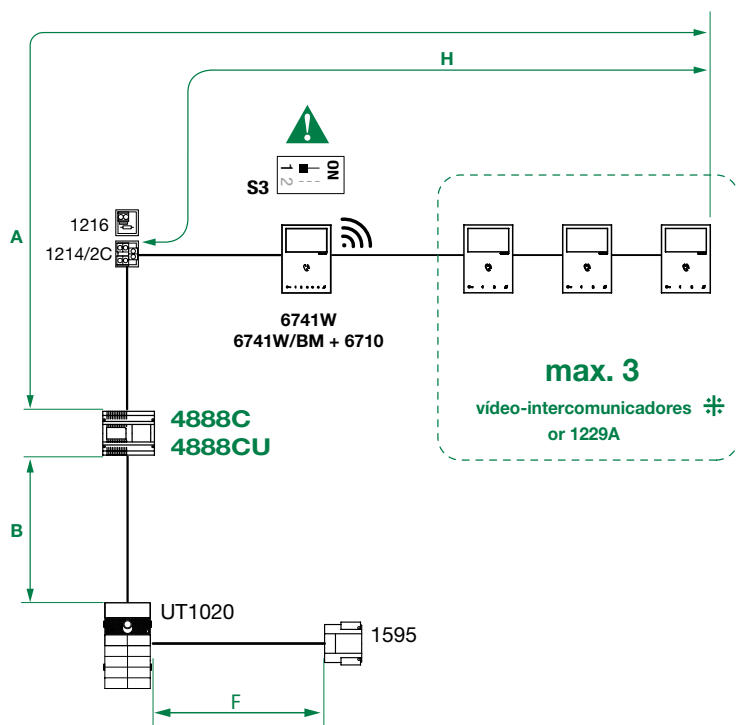 H
S3
1
2
ON
A
1216
1214/2C
6741W
6741W/BM + 6710
max. 3
vídeo-intercomunicadores
or 1229A
4888C
4888CU
B
UT1020
1595
F